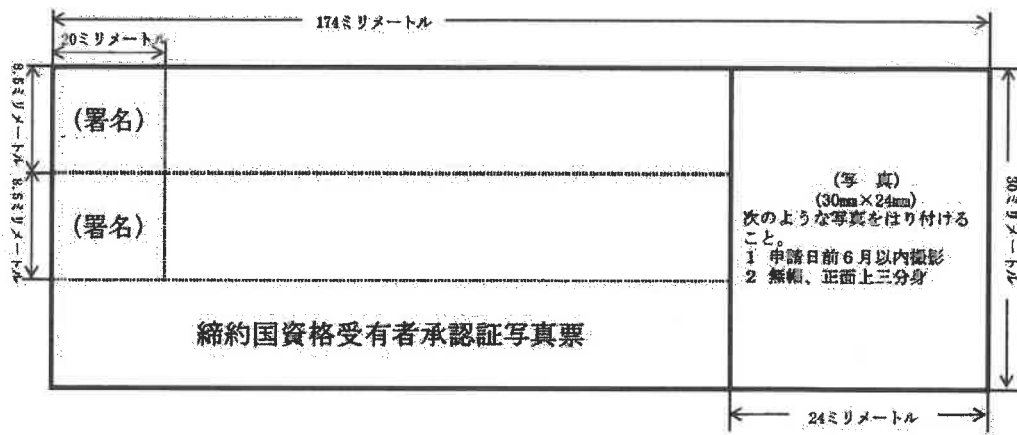 174ミリメートル
20ミリメートル
8.5ミリメートル
(署名)
8.5ミリメートル
(署名)
(写 真)
(30mm×24mm)
次のような写真をはり付ける
こと。
1 申請日前6月以内撮影
2 無帽、正面上三分身
30ミリメートル
締約国資格受有者承認証写真票
24ミリメートル